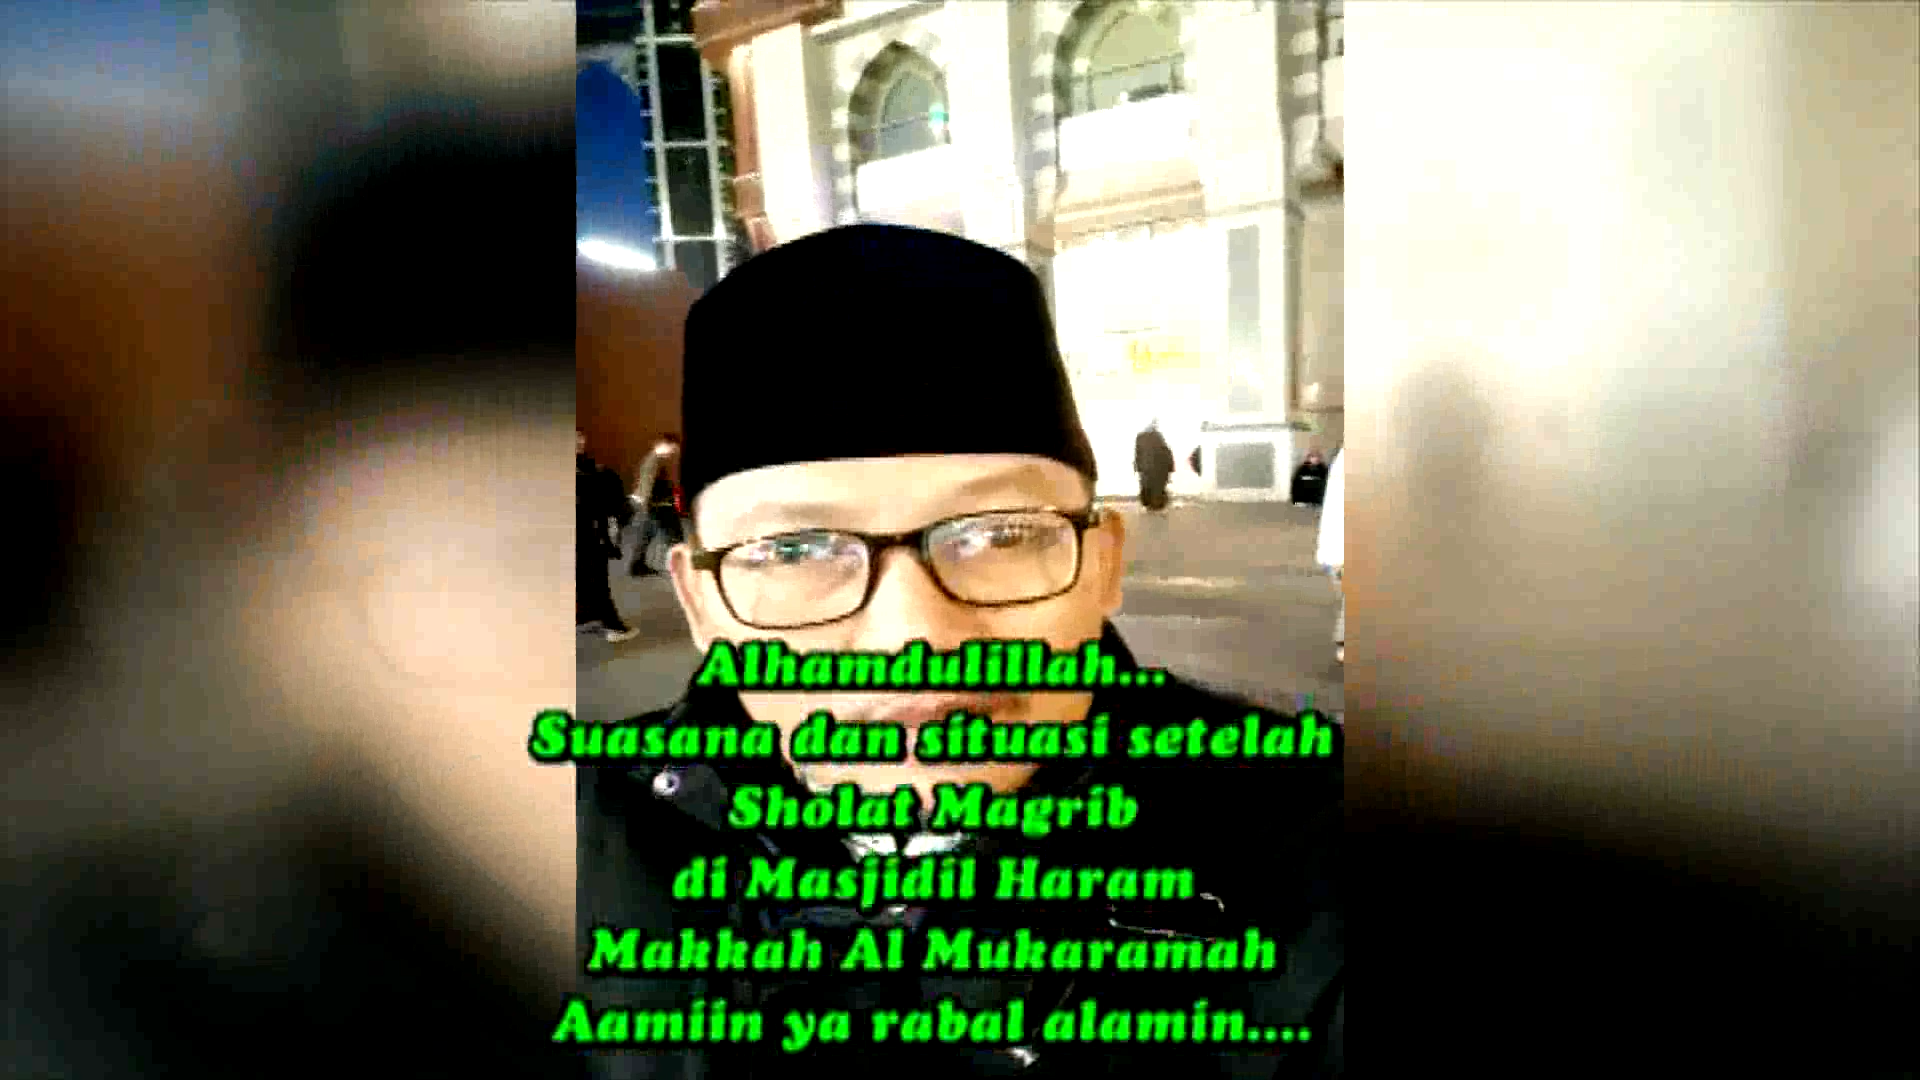 Alhamdulillah...
Suasana dan situasi setelah
Sholat Magrib
di Masjidil Haram
Makkah Al Mukaramah
Aamiin ya rabal alamin....